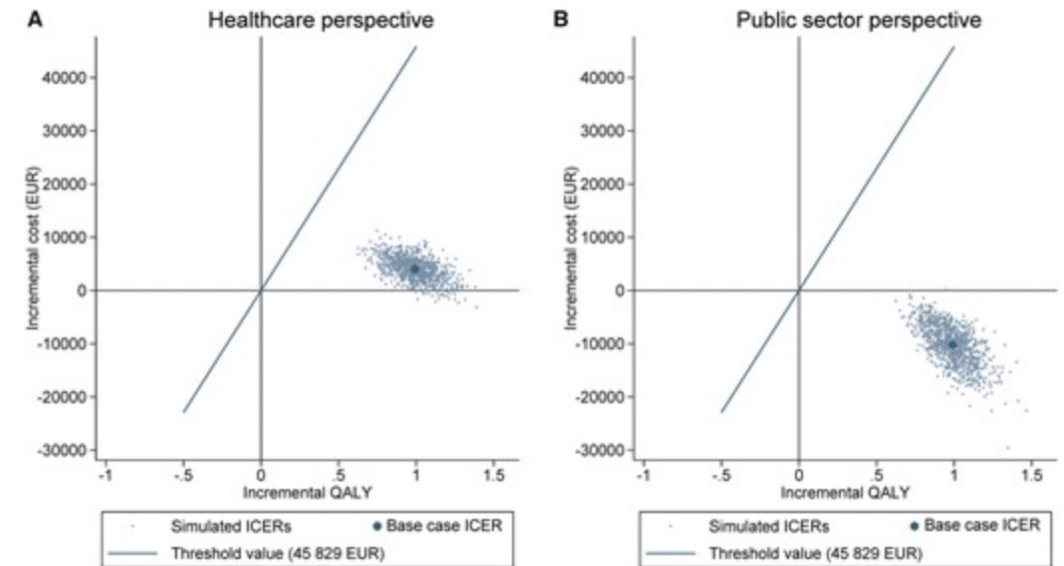 A Healthcare perspective
Incremental cost (EUR)
40000
30000
20000
10000
0
-10000
-20000
-30000
-1 -.5 0 .5 1 1.5
Incremental QALY
Simulated ICERs Base case ICER
Threshold value (45 829 EUR)
B Public sector perspective
Incremental cost (EUR)
40000
30000
20000
10000
0
-10000
-20000
-30000
-1 -.5 0 .5 1 1.5
Incremental QALY
Simulated ICERs Base case ICER
Threshold value (45 829 EUR)